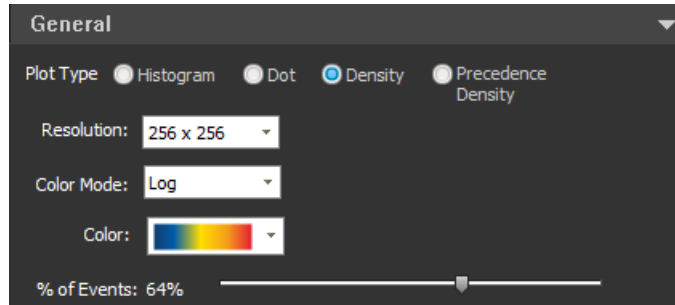 General
Plot Type Histogram Dot Density Precedence
Density
Resolution: 256 x 256
Color Mode: Log
Color:
% of Events: 64%